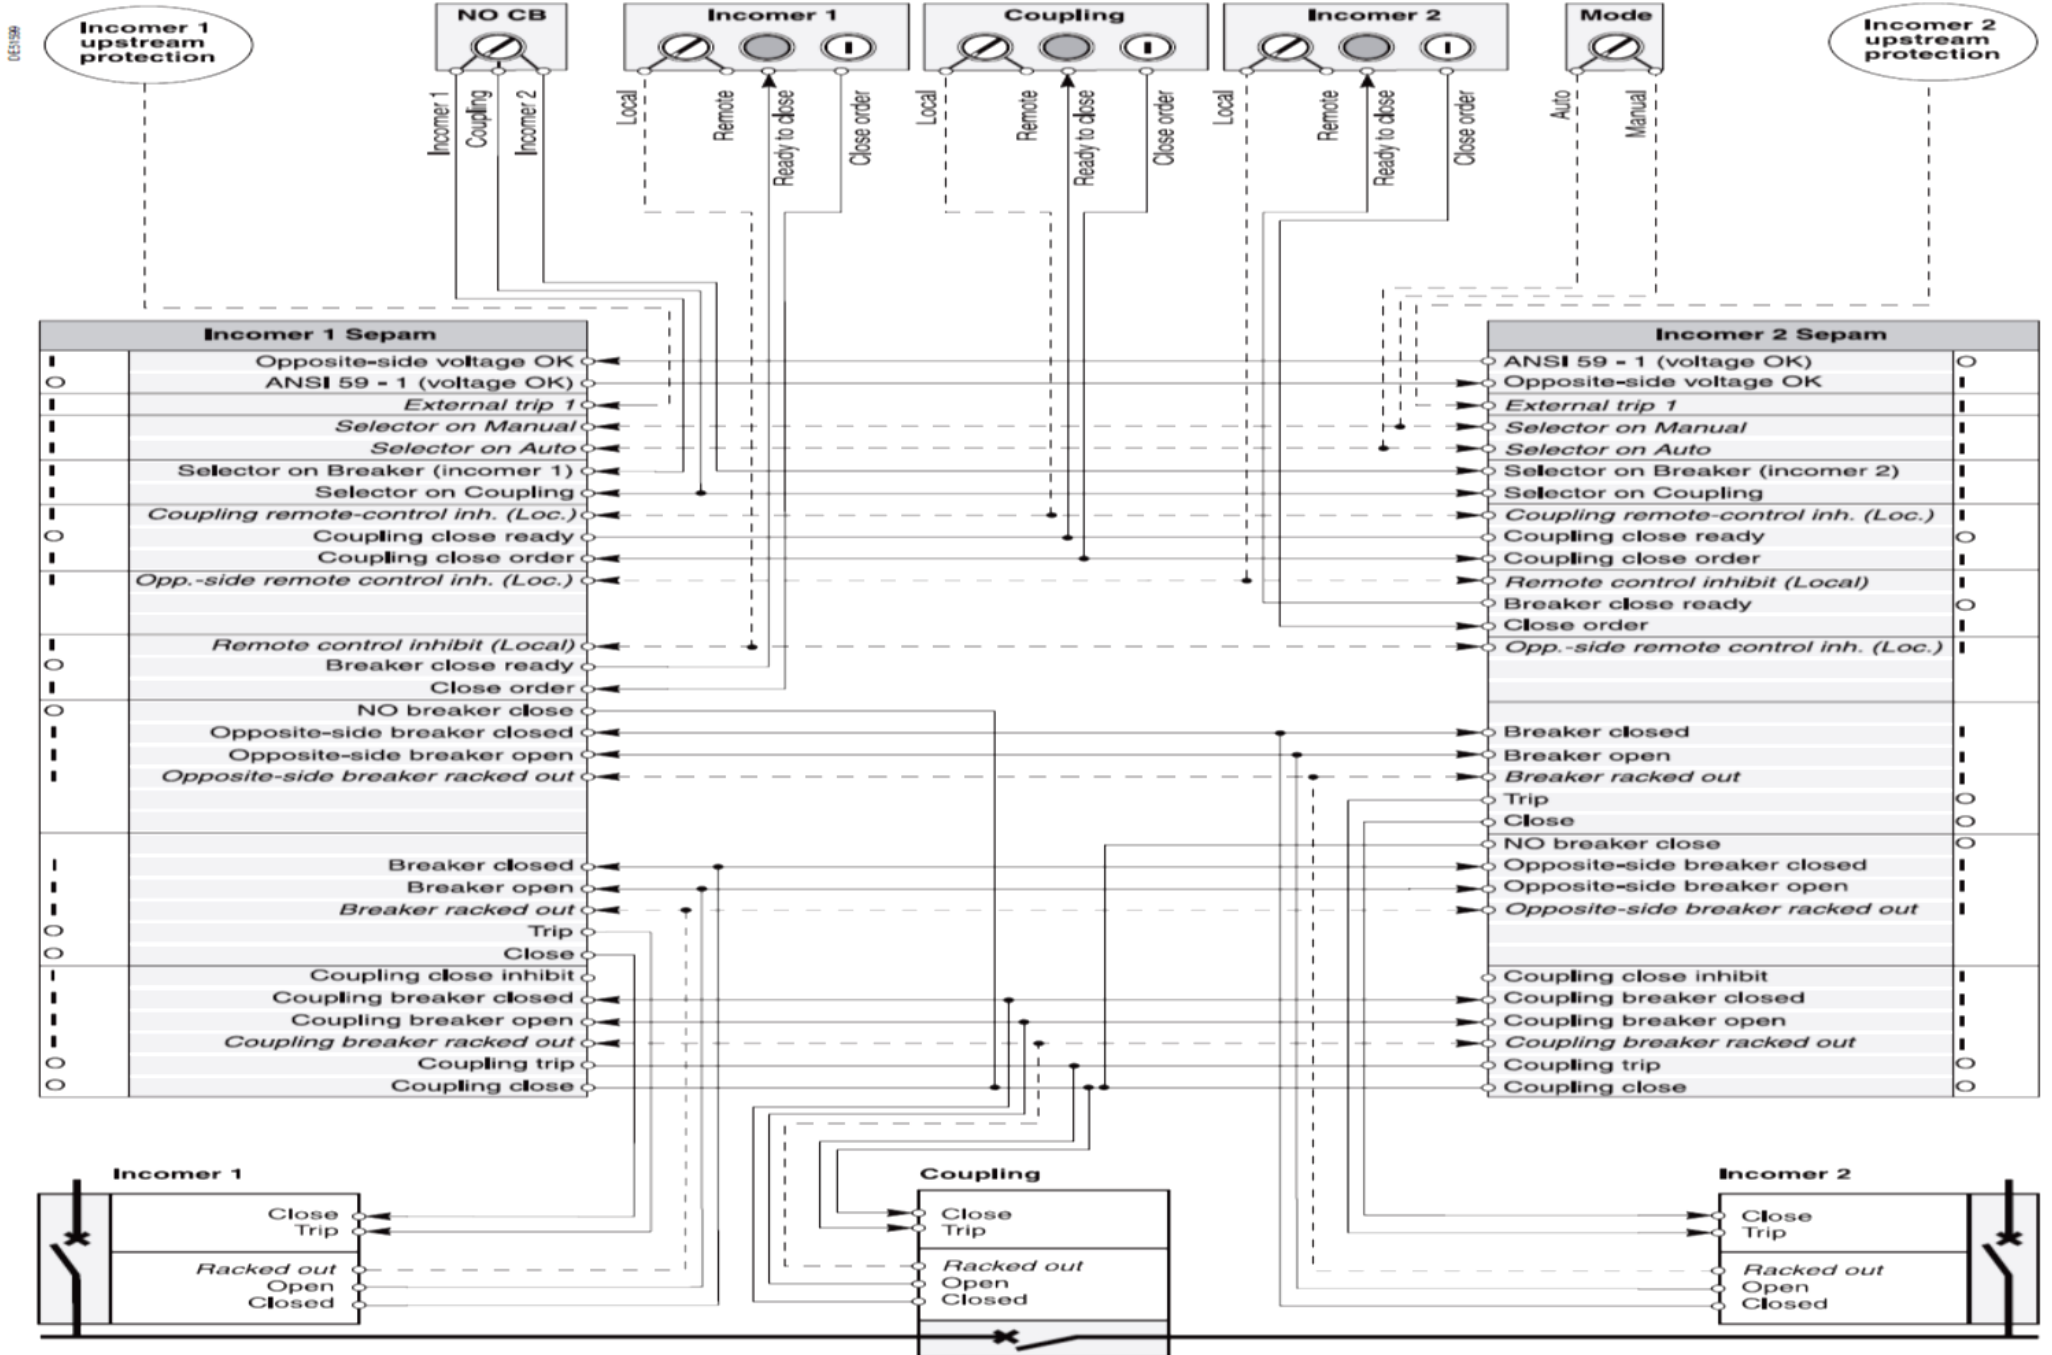 DE51599
Incomer 1
upstream
protection
NO CB
Incomer 1
Coupling
Incomer 2
Mode
Incomer 2
upstream
protection
Incomer 1
Coupling
Incomer 2
Local
Remote
Ready to close
Close order
Local
Remote
Ready to close
Close order
Local
Remote
Ready to close
Close order
Auto
Manual
Incomer 1 Sepam
I Opposite-side voltage OK
O ANSI 59 - 1 (voltage OK)
I External trip 1
I Selector on Manual
I Selector on Auto
I Selector on Breaker (incomer 1)
I Selector on Coupling
I Coupling remote-control inh. (Loc.)
O Coupling close ready
I Coupling close order
I Opp.-side remote control inh. (Loc.)
I Remote control inhibit (Local)
O Breaker close ready
I Close order
O NO breaker close
I Opposite-side breaker closed
I Opposite-side breaker open
I Opposite-side breaker racked out
I Breaker closed
I Breaker open
I Breaker racked out
O Trip
O Close
I Coupling close inhibit
I Coupling breaker closed
I Coupling breaker open
I Coupling breaker racked out
O Coupling trip
O Coupling close
Incomer 2 Sepam
ANSI 59 - 1 (voltage OK) O
Opposite-side voltage OK I
External trip 1 I
Selector on Manual I
Selector on Auto I
Selector on Breaker (incomer 2) I
Selector on Coupling I
Coupling remote-control inh. (Loc.) I
Coupling close ready O
Coupling close order I
Remote control inhibit (Local) I
Breaker close ready O
Close order I
Opp.-side remote control inh. (Loc.) I
Breaker closed I
Breaker open I
Breaker racked out I
Trip O
Close O
NO breaker close O
Opposite-side breaker closed I
Opposite-side breaker open I
Opposite-side breaker racked out I
Coupling close inhibit I
Coupling breaker closed I
Coupling breaker open I
Coupling breaker racked out I
Coupling trip O
Coupling close O
Incomer 1
Close
Trip
Racked out
Open
Closed
Coupling
Close
Trip
Racked out
Open
Closed
Incomer 2
Close
Trip
Racked out
Open
Closed